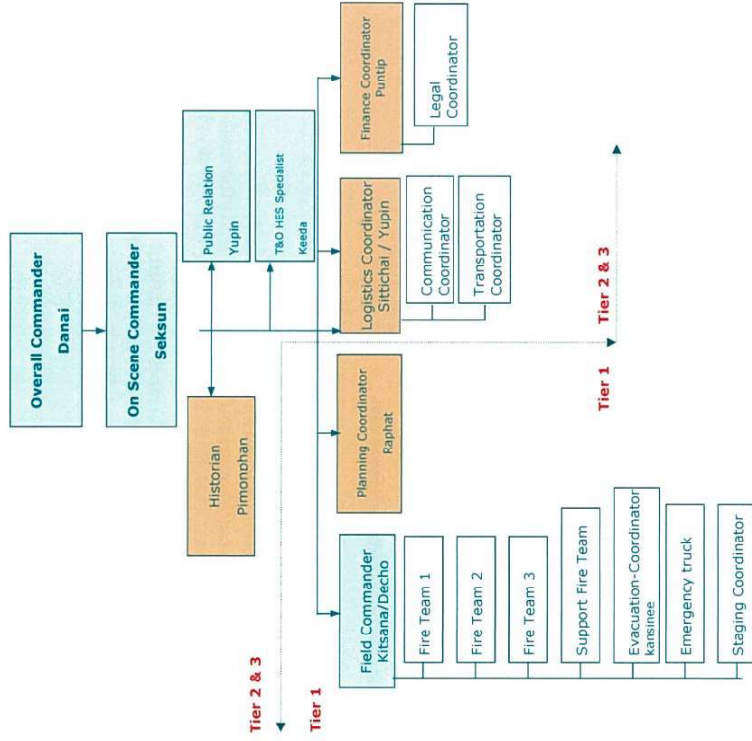 Overall Commander
Danai
On Scene Commander
Seksun
Historian
Pimonphan
Public Relation
Yupin
T&O HES Specialist
Keeda
Tier 2 & 3
Tier 1
Field Commander
Kitsana/Decho
Fire Team 1
Fire Team 2
Fire Team 3
Support Fire Team
Evacuation-Coordinator
kansinee
Emergency truck
Staging Coordinator
Planning Coordinator
Raphat
Logistics Coordinator
Sittichai / Yupin
Communication
Coordinator
Transportation
Coordinator
Finance Coordinator
Puntip
Legal
Coordinator
Tier 1
Tier 2 & 3